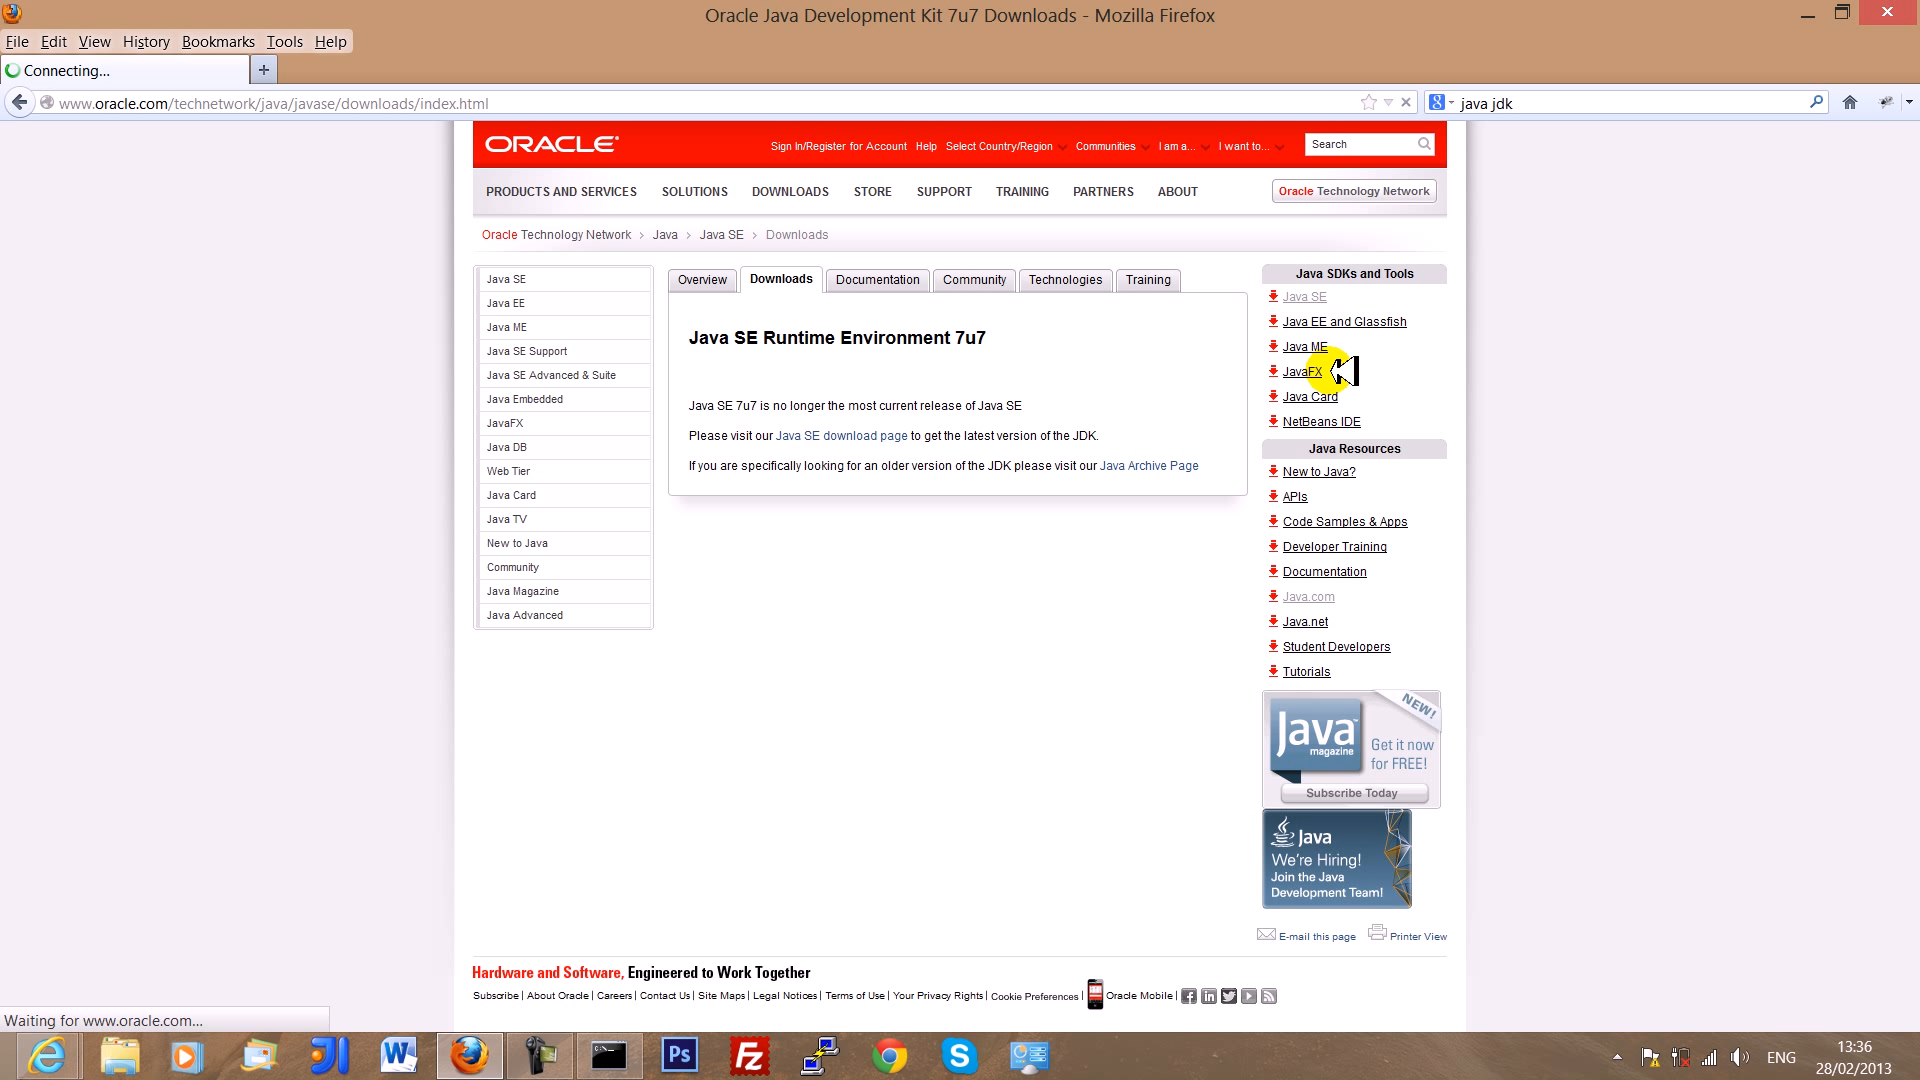 Oracle Java Development Kit 7u7 Downloads - Mozilla Firefox
File Edit View History Bookmarks Tools Help
Connecting...
www.oracle.com/technetwork/java/javase/downloads/index.html
java jdk
ORACLE
Sign In/Register for Account Help Select Country/Region Communities I am a... I want to... Search
PRODUCTS AND SERVICES SOLUTIONS DOWNLOADS STORE SUPPORT TRAINING PARTNERS ABOUT Oracle Technology Network
Oracle Technology Network > Java > Java SE > Downloads
Java SE
Java EE
Java ME
Java SE Support
Java SE Advanced & Suite
Java Embedded
JavaFX
Java DB
Web Tier
Java Card
Java TV
New to Java
Community
Java Magazine
Java Advanced
Overview Downloads Documentation Community Technologies Training
Java SE Runtime Environment 7u7
Java SE 7u7 is no longer the most current release of Java SE
Please visit our Java SE download page to get the latest version of the JDK.
If you are specifically looking for an older version of the JDK please visit our Java Archive Page
Java SDKs and Tools
Java SE
Java EE and Glassfish
Java ME
JavaFX
Java Card
NetBeans IDE
Java Resources
New to Java?
APIs
Code Samples & Apps
Developer Training
Documentation
Java.com
Java.net
Student Developers
Tutorials
NEW!
Java™
magazine
Get it now
for FREE!
Subscribe Today
Java
We're Hiring!
Join the Java
Development Team!
E-mail this page Printer View
Hardware and Software, Engineered to Work Together
Subscribe | About Oracle | Careers | Contact Us | Site Maps | Legal Notices | Terms of Use | Your Privacy Rights | Cookie Preferences | Oracle Mobile |
Waiting for www.oracle.com...
ENG
13:36
28/02/2013